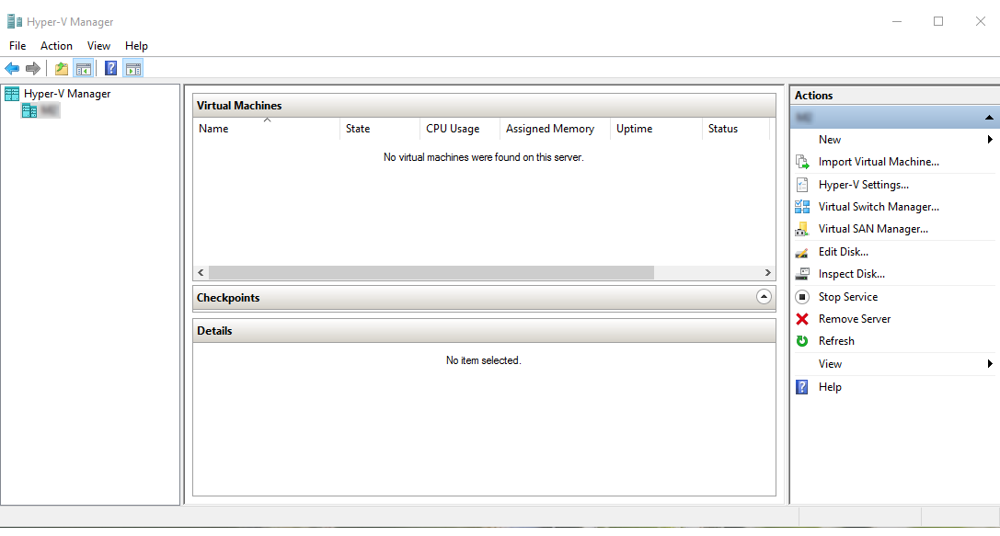 Hyper-V Manager
File Action View Help
Hyper-V Manager
Virtual Machines
Name State CPU Usage Assigned Memory Uptime Status
No virtual machines were found on this server.
Checkpoints
Details
No item selected.
Actions
New
Import Virtual Machine...
Hyper-V Settings...
Virtual Switch Manager...
Virtual SAN Manager...
Edit Disk...
Inspect Disk...
Stop Service
Remove Server
Refresh
View
Help